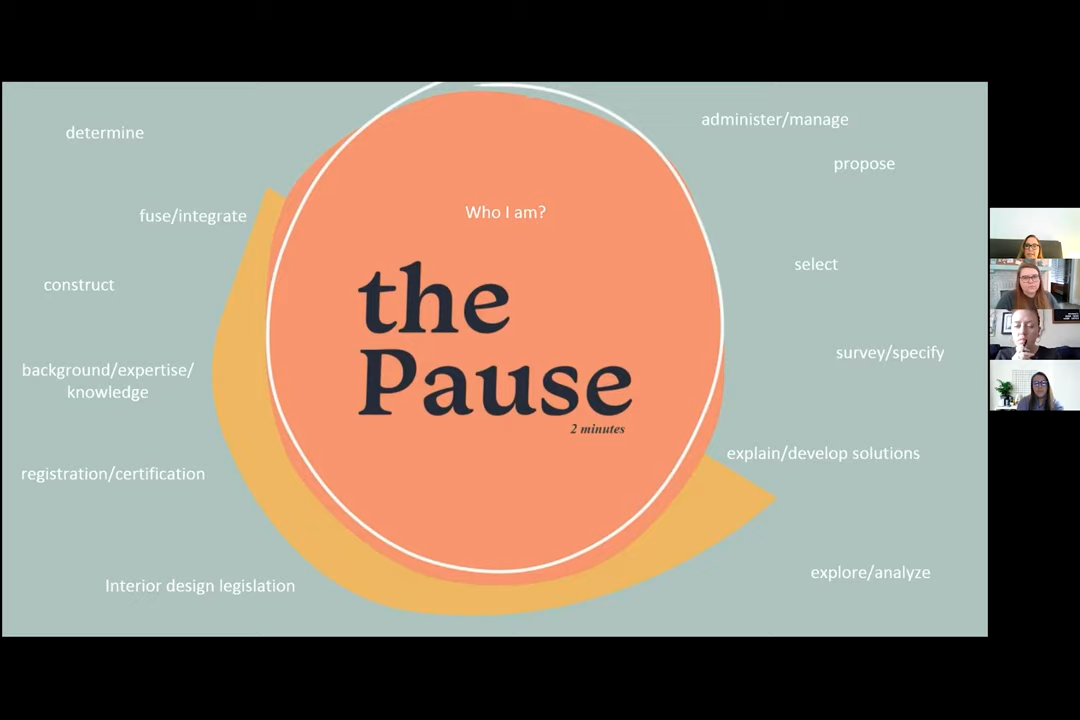 determine
administer/manage
propose
fuse/integrate
Who I am?
select
construct
the
Pause
2 minutes
survey/specify
background/expertise/
knowledge
explain/develop solutions
registration/certification
explore/analyze
Interior design legislation